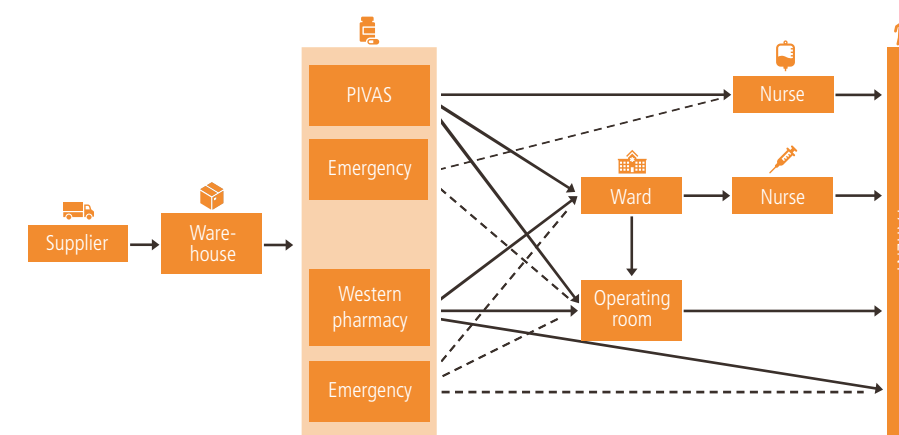 PIVAS
Nurse
Emergency
Ward
Nurse
Supplier
Ware-
house
Western
pharmacy
Operating
room
Emergency